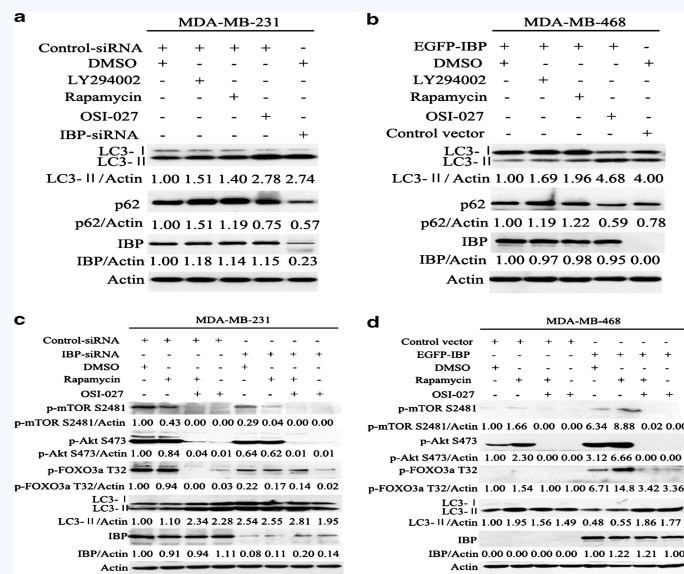 a
MDA-MB-231
Control-siRNA + + + + -
DMSO + - - - +
LY294002 - + - - -
Rapamycin - - + - -
OSI-027 - - - + -
IBP-siRNA - - - - +
LC3- I
LC3- II
LC3- II/Actin 1.00 1.51 1.40 2.78 2.74
p62
p62/Actin 1.00 1.51 1.19 0.75 0.57
IBP
IBP/Actin 1.00 1.18 1.14 1.15 0.23
Actin
b
MDA-MB-468
EGFP-IBP + + + + -
DMSO + - - - +
LY294002 - + - - -
Rapamycin - - + - -
OSI-027 - - - + -
Control vector - - - - +
LC3- I
LC3- II
LC3- II/Actin 1.00 1.69 1.96 4.68 4.00
p62
p62/Actin 1.00 1.19 1.22 0.59 0.78
IBP
IBP/Actin 1.00 0.97 0.98 0.95 0.00
Actin
c
MDA-MB-231
Control-siRNA + + + + - - - -
IBP-siRNA - - - - + + + +
DMSO + - - - + - - -
Rapamycin - + + - - + + -
OSI-027 - - + + - - + +
p-mTOR S2481
p-mTOR S2481/Actin 1.00 0.43 0.00 0.00 0.29 0.04 0.00 0.00
p-Akt S473
p-Akt S473/Actin 1.00 0.84 0.04 0.01 0.64 0.62 0.01 0.01
p-FOXO3a T32
p-FOXO3a T32/Actin 1.00 0.94 0.00 0.03 0.22 0.17 0.14 0.02
LC3- I
LC3- II
LC3- II/Actin 1.00 1.10 2.34 2.28 2.54 2.55 2.81 1.95
IBP
IBP/Actin 1.00 0.91 0.94 1.11 0.08 0.11 0.20 0.14
Actin
d
MDA-MB-468
Control vector + + + + - - - -
EGFP-IBP - - - - + + + +
DMSO + - - - + - - -
Rapamycin - + + - - + + -
OSI-027 - - + + - - + +
p-mTOR S2481
p-mTOR S2481/Actin 1.00 1.66 0.00 0.00 6.34 8.88 0.02 0.00
p-Akt S473
p-Akt S473/Actin 1.00 2.30 0.00 0.00 3.12 6.66 0.00 0.00
p-FOXO3a T32
p-FOXO3a T32/Actin 1.00 1.54 1.00 1.00 6.71 14.8 3.42 3.36
LC3- I
LC3- II
LC3- II/Actin 1.00 1.95 1.56 1.49 0.48 0.55 1.86 1.77
IBP
IBP/Actin 0.00 0.00 0.00 0.00 1.00 1.22 1.21 1.00
Actin